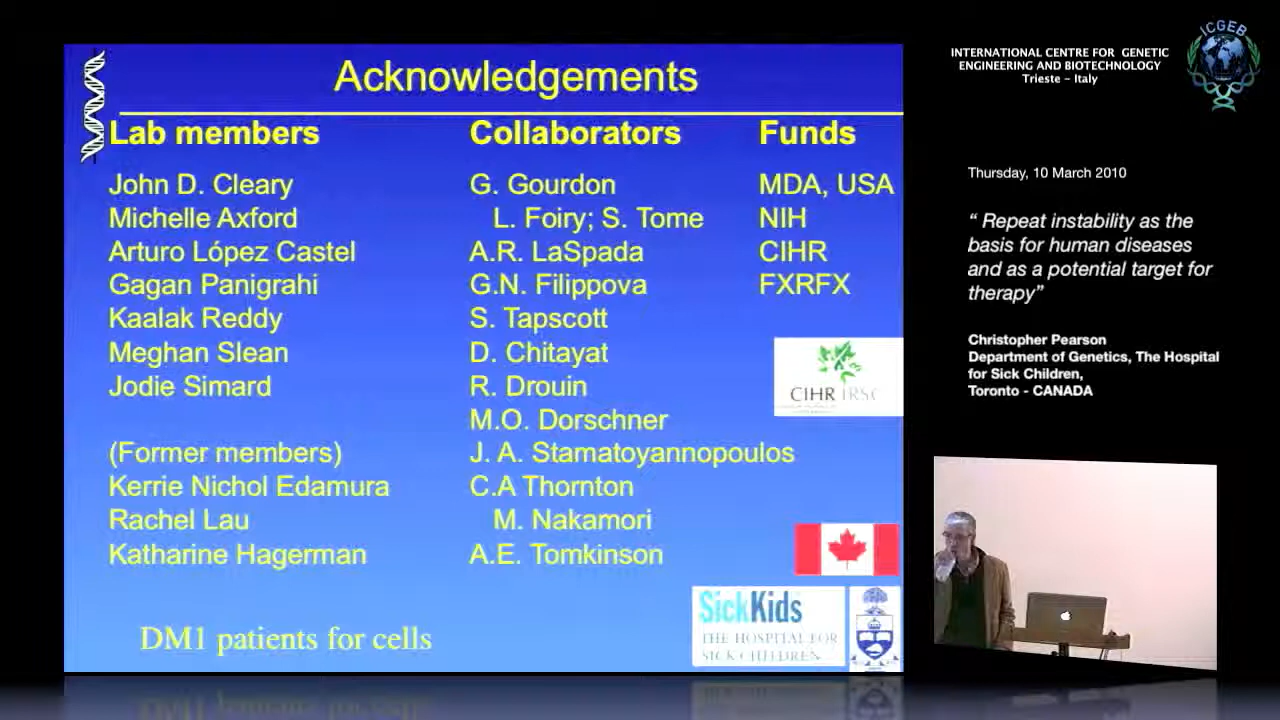 Acknowledgements
Lab members
John D. Cleary
Michelle Axford
Arturo López Castel
Gagan Panigrahi
Kaalak Reddy
Meghan Slean
Jodie Simard
(Former members)
Kerrie Nichol Edamura
Rachel Lau
Katharine Hagerman
DM1 patients for cells
Collaborators
G. Gourdon
L. Foiry; S. Tome
A.R. LaSpada
G.N. Filippova
S. Tapscott
D. Chitayat
R. Drouin
M.O. Dorschner
J. A. Stamatoyannopoulos
C.A Thornton
M. Nakamori
A.E. Tomkinson
Funds
MDA, USA
NIH
CIHR
FXRFX
CIHR IRSC
SickKids
THE HOSPITAL FOR
SICK CHILDREN
INTERNATIONAL CENTRE FOR GENETIC
ENGINEERING AND BIOTECHNOLOGY
Trieste - Italy
ICGEB
Thursday, 10 March 2010
“ Repeat instability as the
basis for human diseases
and as a potential target for
therapy”
Christopher Pearson
Department of Genetics, The Hospital
for Sick Children,
Toronto - CANADA